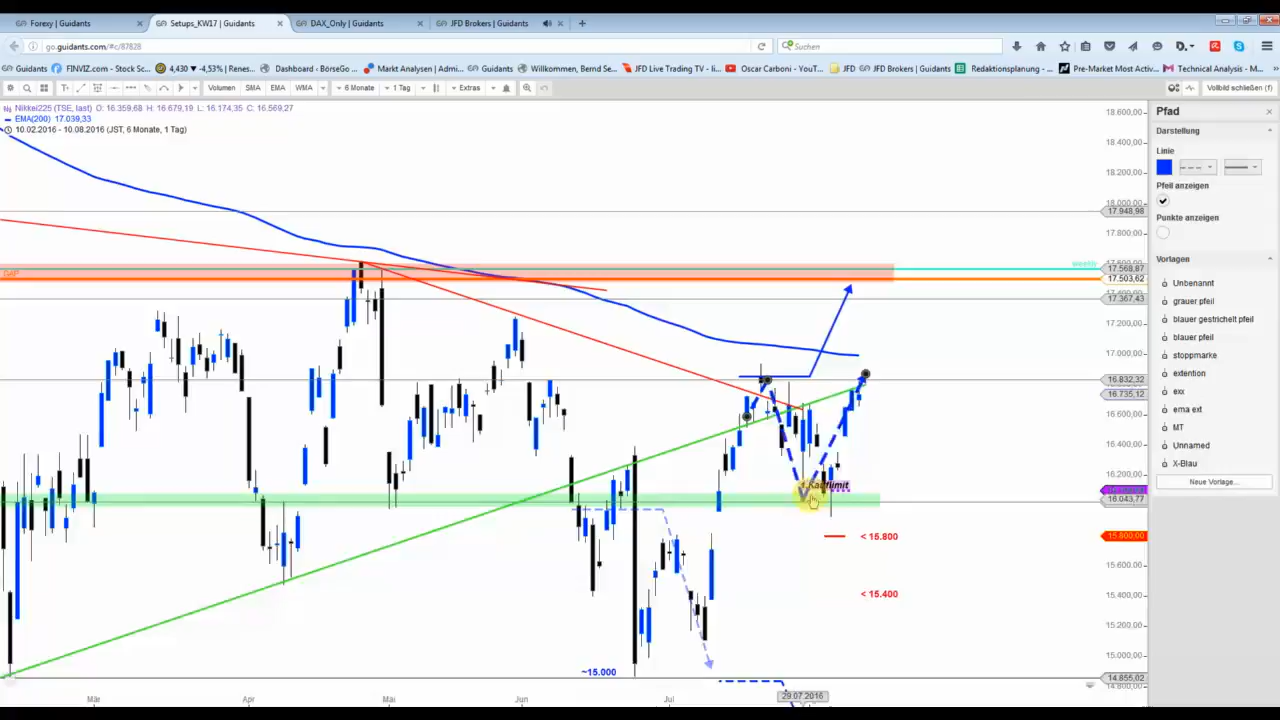 Forexy | Guidants
Setups_KW17 | Guidants
DAX_Only | Guidants
JFD Brokers | Guidants
go.guidants.com/#c/87828
Suchen
Guidants
FINVIZ.com - Stock Sc...
4,430 ▾ -4,53% | Renes...
Dashboard - BörseGo ...
Markt Analysen | Admi...
Guidants
Willkommen, Bernd Se...
JFD Live Trading TV - li...
Oscar Carboni - YouT...
JFD
JFD Brokers | Guidants
Redaktionsplanung - ...
Pre-Market Most Activ...
Technical Analysis - M...
Volumen
SMA
EMA
WMA
6 Monate
1 Tag
Extras
Vollbild schließen (f)
Nikkei225 (TSE, last) O: 16.359,68 H: 16.679,19 L: 16.174,35 C: 16.569,27
EMA(200) 17.039,33
10.02.2016 - 10.08.2016 (JST, 6 Monate, 1 Tag)
18.600,00
18.400,00
18.200,00
18.000,00
17.948,98
17.800,00
Weekly
17.568,87
GAP
17.503,62
17.367,43
17.200,00
17.000,00
16.832,32
16.735,12
16.600,00
16.400,00
16.200,00
Kauflimit
16.043,77
< 15.800
15.800,00
15.600,00
< 15.400
15.400,00
15.200,00
15.000,00
~15.000
14.855,02
14.800,00
Mär
Apr
Mai
Jun
Jul
29.07.2016
Pfad
Darstellung
Linie
Pfeil anzeigen
Punkte anzeigen
Vorlagen
Unbenannt
grauer pfeil
blauer gestrichelt pfeil
blauer pfeil
stoppmarke
extention
exx
ema ext
MT
Unnamed
X-Blau
Neue Vorlage...